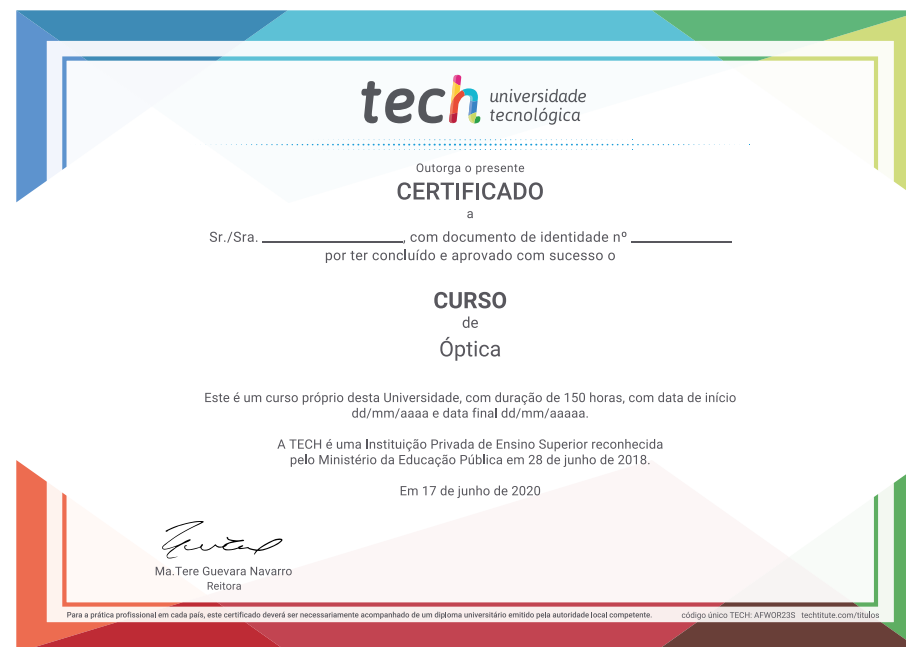 tech universidade
tecnológica
Outorga o presente
CERTIFICADO
a
Sr./Sra. ____________, com documento de identidade nº ____________
por ter concluído e aprovado com sucesso o
CURSO
de
Óptica
Este é um curso próprio desta Universidade, com duração de 150 horas, com data de início
dd/mm/aaaa e data final dd/mm/aaaaa.
A TECH é uma Instituição Privada de Ensino Superior reconhecida
pelo Ministério da Educação Pública em 28 de junho de 2018.
Em 17 de junho de 2020
Ma.Tere Guevara Navarro
Reitora
Para a prática profissional em cada país, este certificado deverá ser necessariamente acompanhado de um diploma universitário emitido pela autoridade local competente. código único TECH: AFWOR23S techtitute.com/titulos